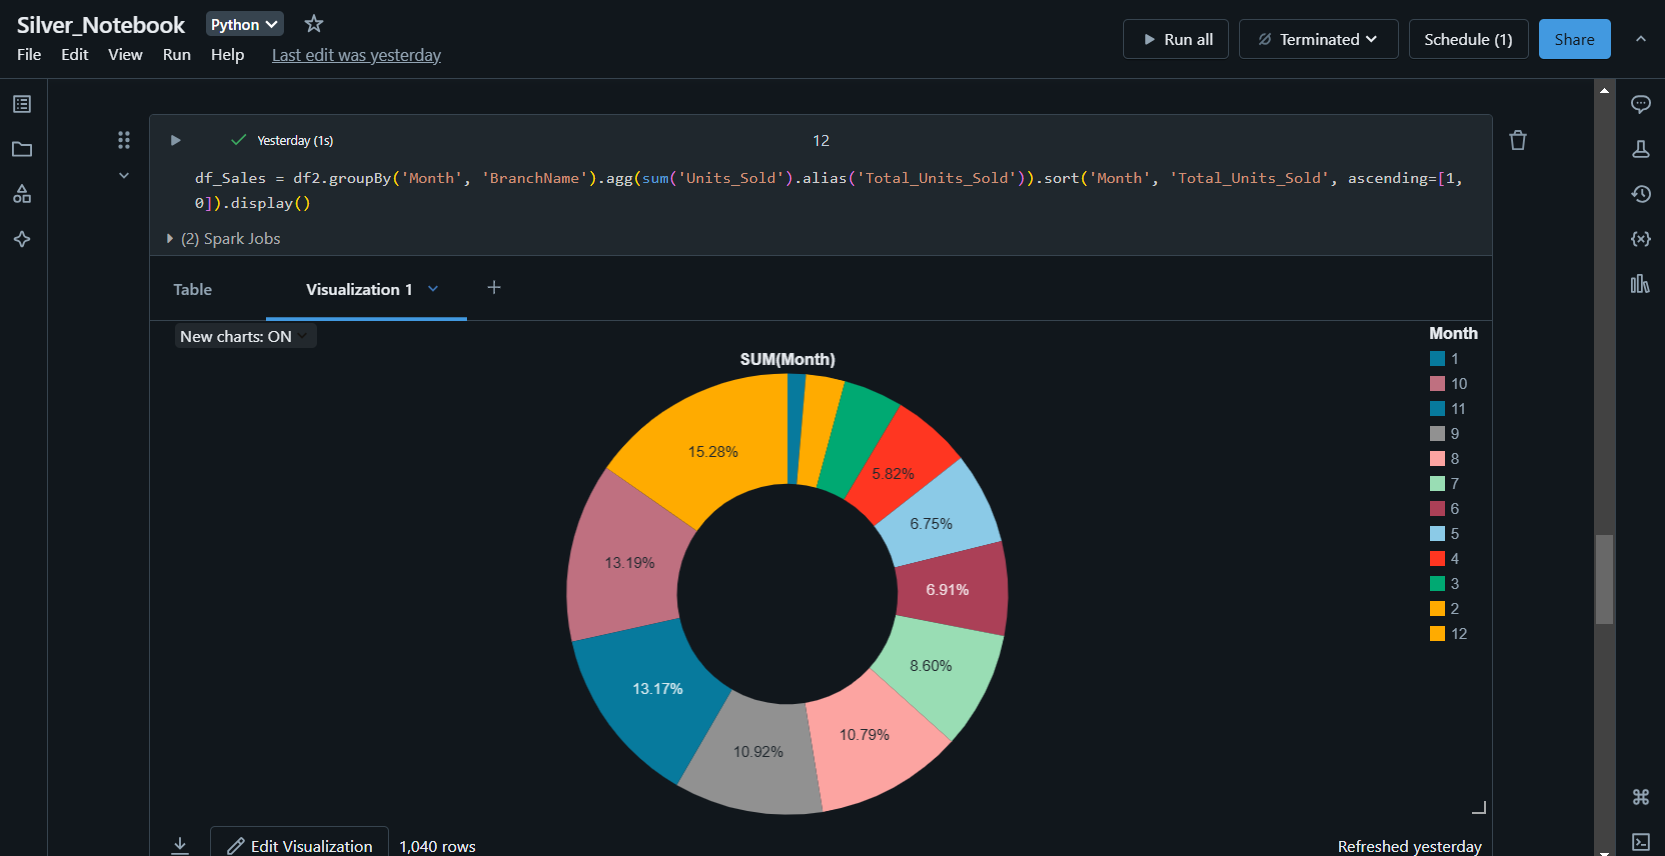 Silver_Notebook Python
File Edit View Run Help Last edit was yesterday
Run all Terminated Schedule (1) Share
Yesterday (1s) 12
df_Sales = df2.groupBy('Month', 'BranchName').agg(sum('Units_Sold').alias('Total_Units_Sold')).sort('Month', 'Total_Units_Sold', ascending=[1,
0]).display()
(2) Spark Jobs
Table Visualization 1 +
New charts: ON
SUM(Month)
15.28%
5.82%
6.75%
13.19%
6.91%
8.60%
13.17%
10.79%
10.92%
Month
1
10
11
9
8
7
6
5
4
3
2
12
Edit Visualization 1,040 rows Refreshed yesterday